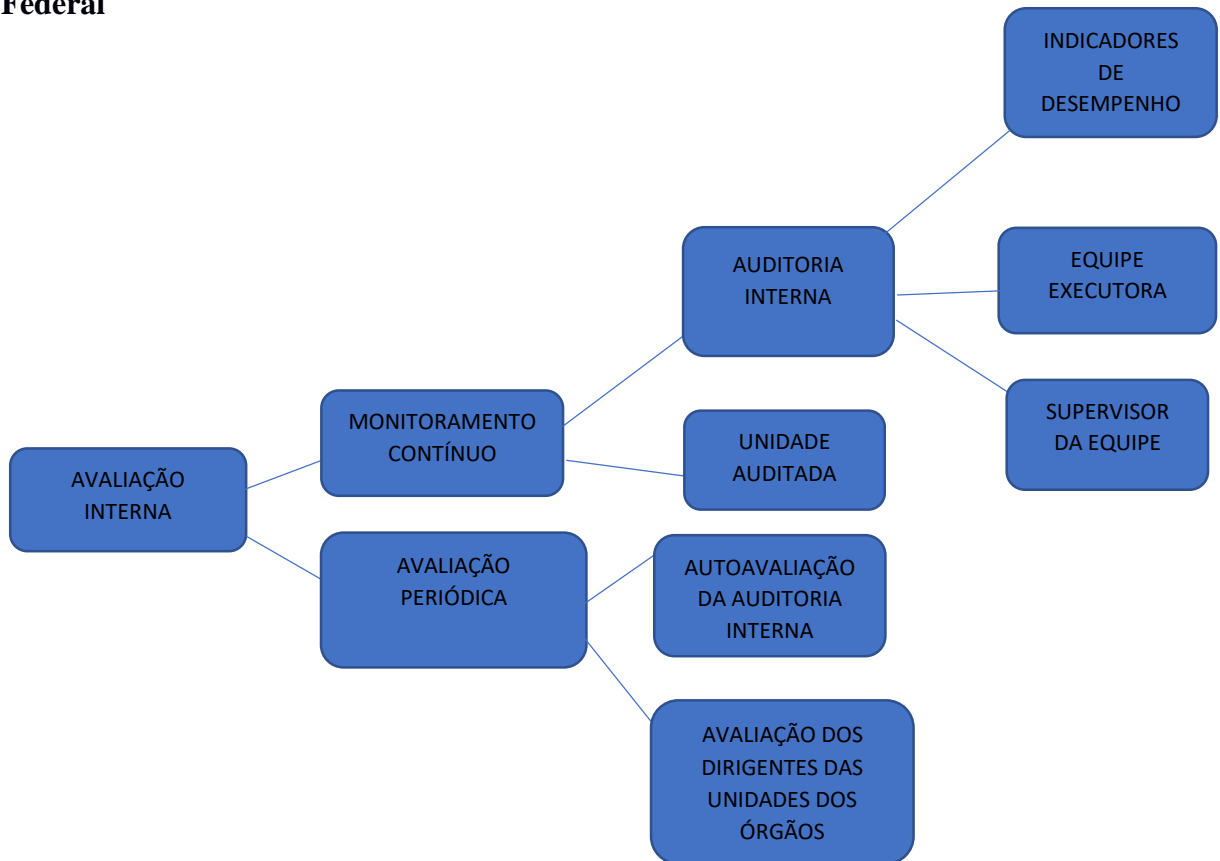 Federal
INDICADORES
DE
DESEMPENHO
AUDITORIA
INTERNA
EQUIPE
EXECUTORA
MONITORAMENTO
CONTÍNUO
UNIDADE
AUDITADA
SUPERVISOR
DA EQUIPE
AVALIAÇÃO
INTERNA
AVALIAÇÃO
PERIÓDICA
AUTOAVALIAÇÃO
DA AUDITORIA
INTERNA
AVALIAÇÃO DOS
DIRIGENTES DAS
UNIDADES DOS
ÓRGÃOS